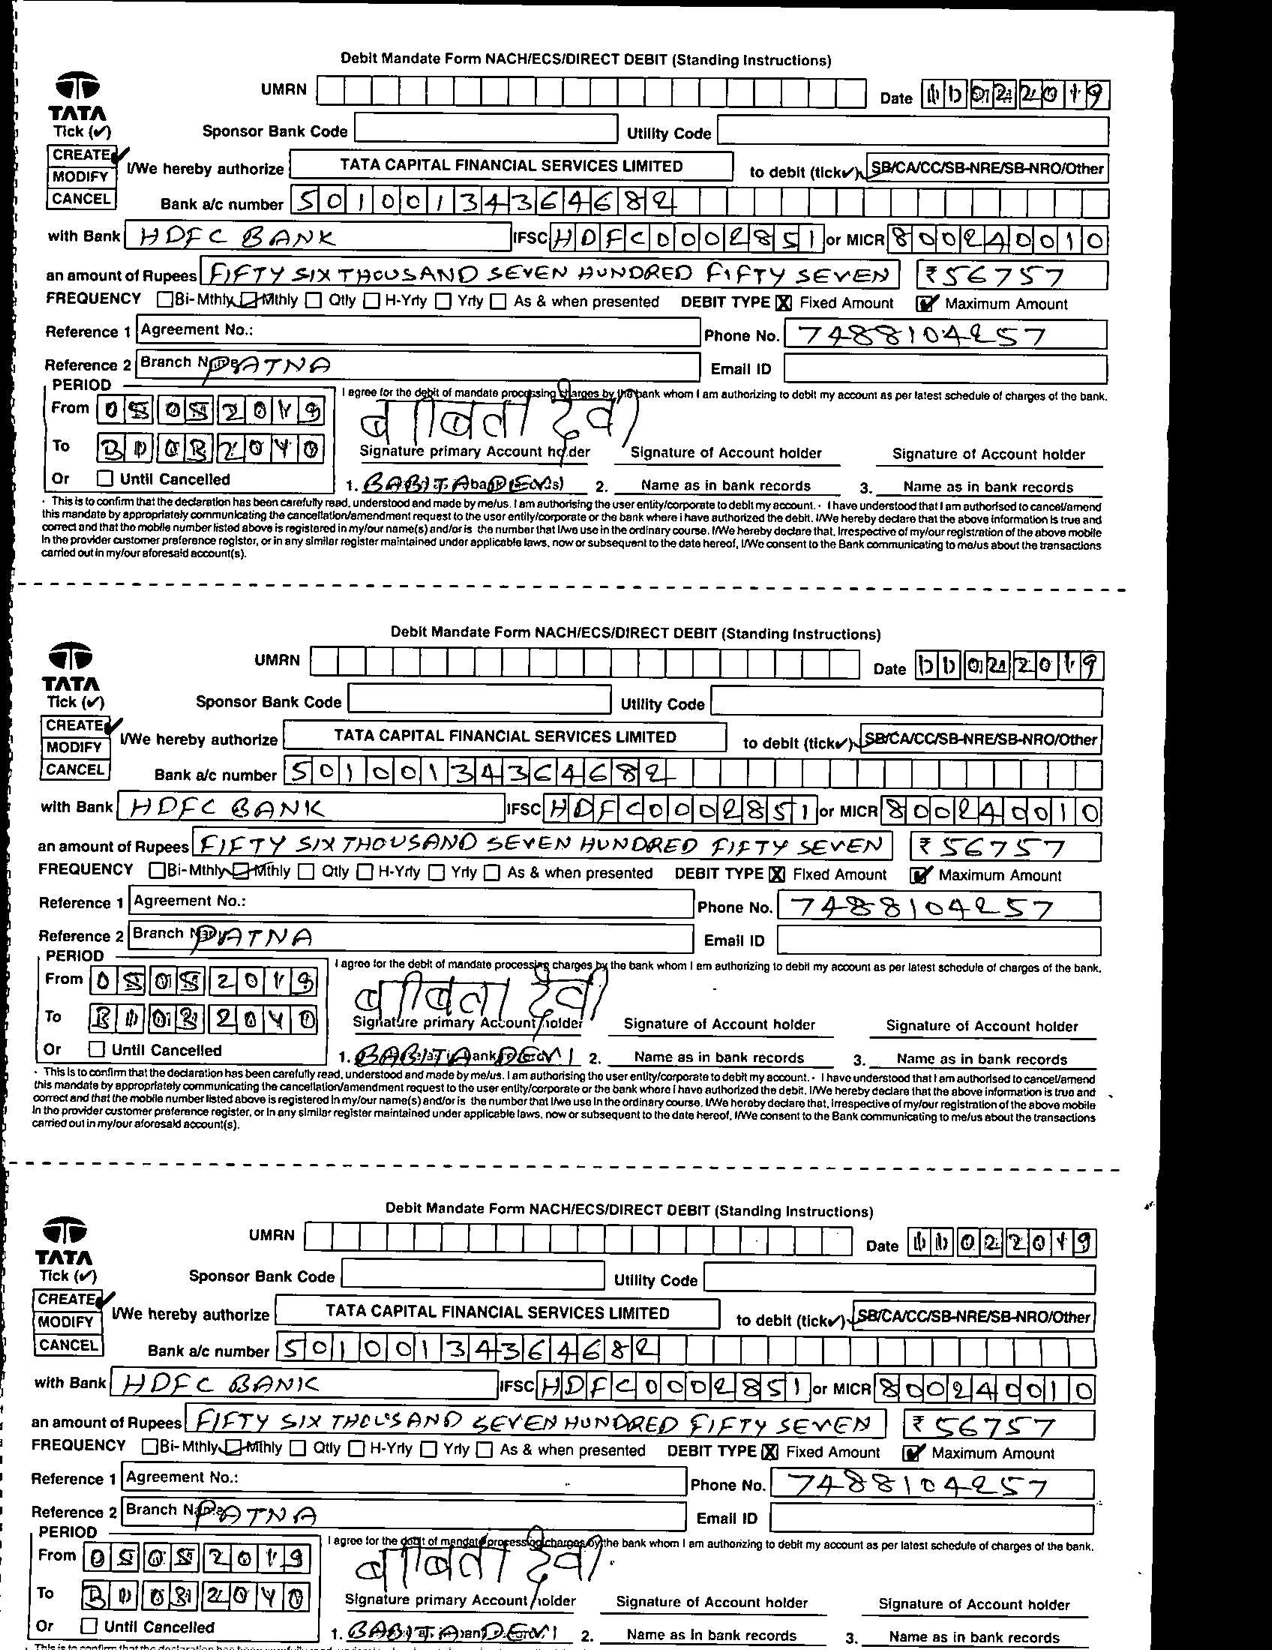 Debit Mandate Form NACH/ECS/DIRECT DEBIT (Standing Instructions)
UMRN Date 2019
TATA
Tick (✓) Sponsor Bank Code Utility Code
CREATE ✓ I/We hereby authorize TATA CAPITAL FINANCIAL SERVICES LIMITED to debit (tick✓) SB/CA/CC/SB-NRE/SB-NRO/Other
MODIFY
CANCEL Bank a/c number 50100134364682
with Bank HDFC BANK IFSC HDFC0002851 or MICR 800240010
an amount of Rupees FIFTY SIX THOUSAND SEVEN HUNDRED FIFTY SEVEN ₹ 56757
FREQUENCY Bi-Mthly Mthly Qtly H-Yrly Yrly As & when presented DEBIT TYPE X Fixed Amount ✓ Maximum Amount
Reference 1 Agreement No.: Phone No. 7488104257
Reference 2 Branch Name PATNA Email ID
PERIOD I agree for the debit of mandate processing charges by the bank whom I am authorizing to debit my account as per latest schedule of charges of the bank.
From 05052019
To 2040 Signature primary Account holder Signature of Account holder Signature of Account holder
Or Until Cancelled 1. BABITA DEVI 2. Name as in bank records 3. Name as in bank records
· This is to confirm that the declaration has been carefully read, understood and made by me/us. I am authorising the user entity/corporate to debit my account. · I have understood that I am authorised to cancel/amend
this mandate by appropriately communicating the cancellation/amendment request to the user entity/corporate or the bank where i have authorized the debit. I/We hereby declare that the above information is true and
correct and that the mobile number listed above is registered in my/our name(s) and/or is the number that I/we use in the ordinary course. I/We hereby declare that, Irrespective of my/our registration of the above mobile
in the provider customer preference register, or in any similar register maintained under applicable laws, now or subsequent to the date hereof, I/We consent to the Bank communicating to me/us about the transactions
carried out in my/our aforesaid account(s).
Debit Mandate Form NACH/ECS/DIRECT DEBIT (Standing Instructions)
UMRN Date 2019
TATA
Tick (✓) Sponsor Bank Code Utility Code
CREATE ✓ I/We hereby authorize TATA CAPITAL FINANCIAL SERVICES LIMITED to debit (tick✓) SB/CA/CC/SB-NRE/SB-NRO/Other
MODIFY
CANCEL Bank a/c number 50100134364682
with Bank HDFC BANK IFSC HDFC0002851 or MICR 800240010
an amount of Rupees FIFTY SIX THOUSAND SEVEN HUNDRED FIFTY SEVEN ₹ 56757
FREQUENCY Bi-Mthly Mthly Qtly H-Yrly Yrly As & when presented DEBIT TYPE X Fixed Amount ✓ Maximum Amount
Reference 1 Agreement No.: Phone No. 7488104257
Reference 2 Branch PATNA Email ID
PERIOD I agree for the debit of mandate processing charges by the bank whom I am authorizing to debit my account as per latest schedule of charges of the bank.
From 05052019
To 2040 Signature primary Account holder Signature of Account holder Signature of Account holder
Or Until Cancelled 1. BABITA DEVI 2. Name as in bank records 3. Name as in bank records
· This is to confirm that the declaration has been carefully read, understood and made by me/us. I am authorising the user entity/corporate to debit my account. · I have understood that I am authorised to cancel/amend
this mandate by appropriately communicating the cancellation/amendment request to the user entity/corporate or the bank where i have authorized the debit. I/We hereby declare that the above information is true and
correct and that the mobile number listed above is registered in my/our name(s) and/or is the number that I/we use in the ordinary course. I/We hereby declare that, Irrespective of my/our registration of the above mobile
in the provider customer preference register, or in any similar register maintained under applicable laws, now or subsequent to the date hereof, I/We consent to the Bank communicating to me/us about the transactions
carried out in my/our aforesaid account(s).
Debit Mandate Form NACH/ECS/DIRECT DEBIT (Standing Instructions)
UMRN Date 022019
TATA
Tick (✓) Sponsor Bank Code Utility Code
CREATE ✓ I/We hereby authorize TATA CAPITAL FINANCIAL SERVICES LIMITED to debit (tick✓) SB/CA/CC/SB-NRE/SB-NRO/Other
MODIFY
CANCEL Bank a/c number 50100134364682
with Bank HDFC BANK IFSC HDFC0002851 or MICR 800240010
an amount of Rupees FIFTY SIX THOUSAND SEVEN HUNDRED FIFTY SEVEN ₹ 56757
FREQUENCY Bi-Mthly Mthly Qtly H-Yrly Yrly As & when presented DEBIT TYPE X Fixed Amount ✓ Maximum Amount
Reference 1 Agreement No.: Phone No. 7488104257
Reference 2 Branch Name PATNA Email ID
PERIOD I agree for the debit of mandate processing charges by the bank whom I am authorizing to debit my account as per latest schedule of charges of the bank.
From 05052019
To 2040 Signature primary Account holder Signature of Account holder Signature of Account holder
Or Until Cancelled 1. BABITA DEVI 2. Name as in bank records 3. Name as in bank records